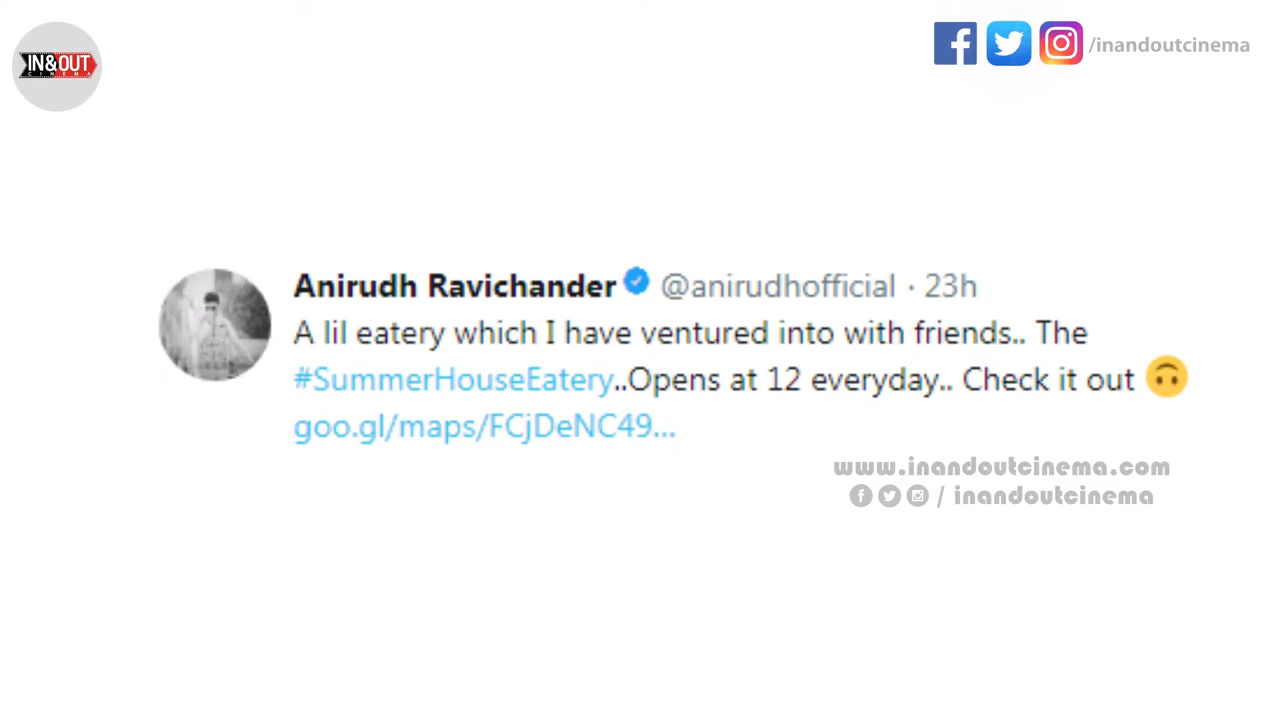 IN&OUT
CINEMA
/inandoutcinema
Anirudh Ravichander @anirudhofficial · 23h
A lil eatery which I have ventured into with friends.. The
#SummerHouseEatery..Opens at 12 everyday.. Check it out 🙃
goo.gl/maps/FCjDeNC49...
www.inandoutcinema.com
/ inandoutcinema